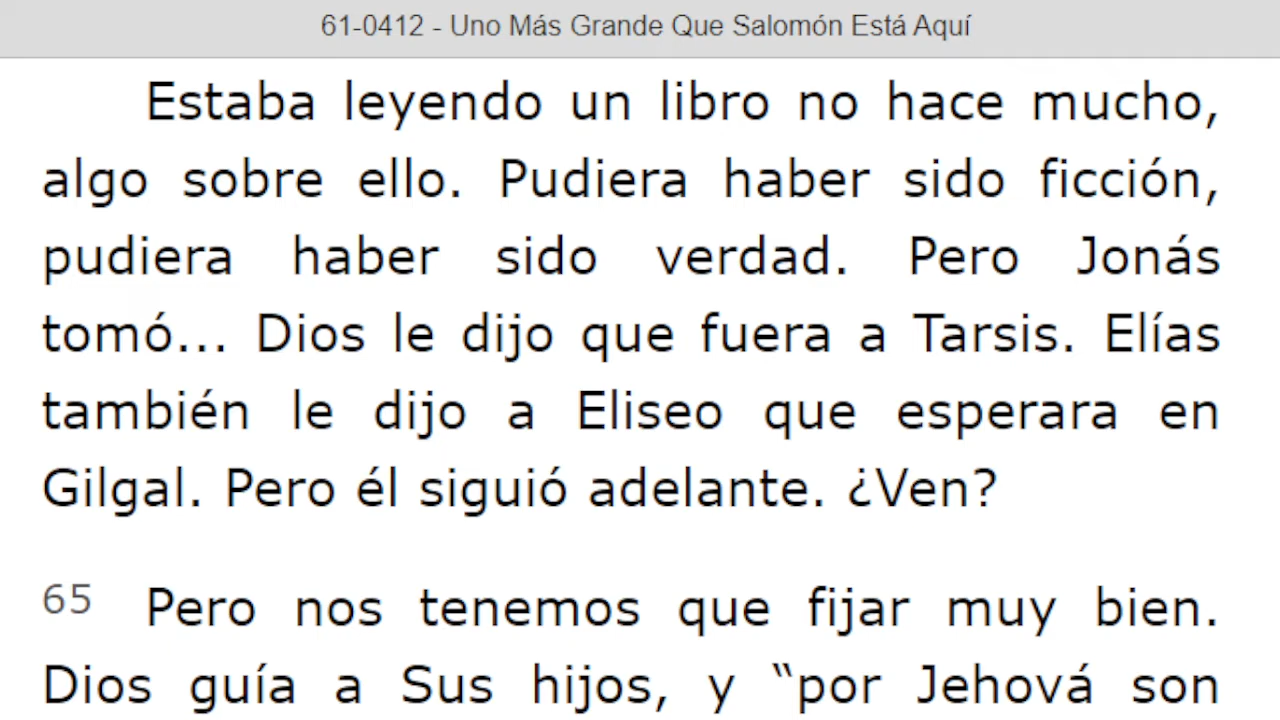 61-0412 - Uno Más Grande Que Salomón Está Aquí
Estaba leyendo un libro no hace mucho,
algo sobre ello. Pudiera haber sido ficción,
pudiera haber sido verdad. Pero Jonás
tomó... Dios le dijo que fuera a Tarsis. Elías
también le dijo a Eliseo que esperara en
Gilgal. Pero él siguió adelante. ¿Ven?
65 Pero nos tenemos que fijar muy bien.
Dios guía a Sus hijos, y “por Jehová son